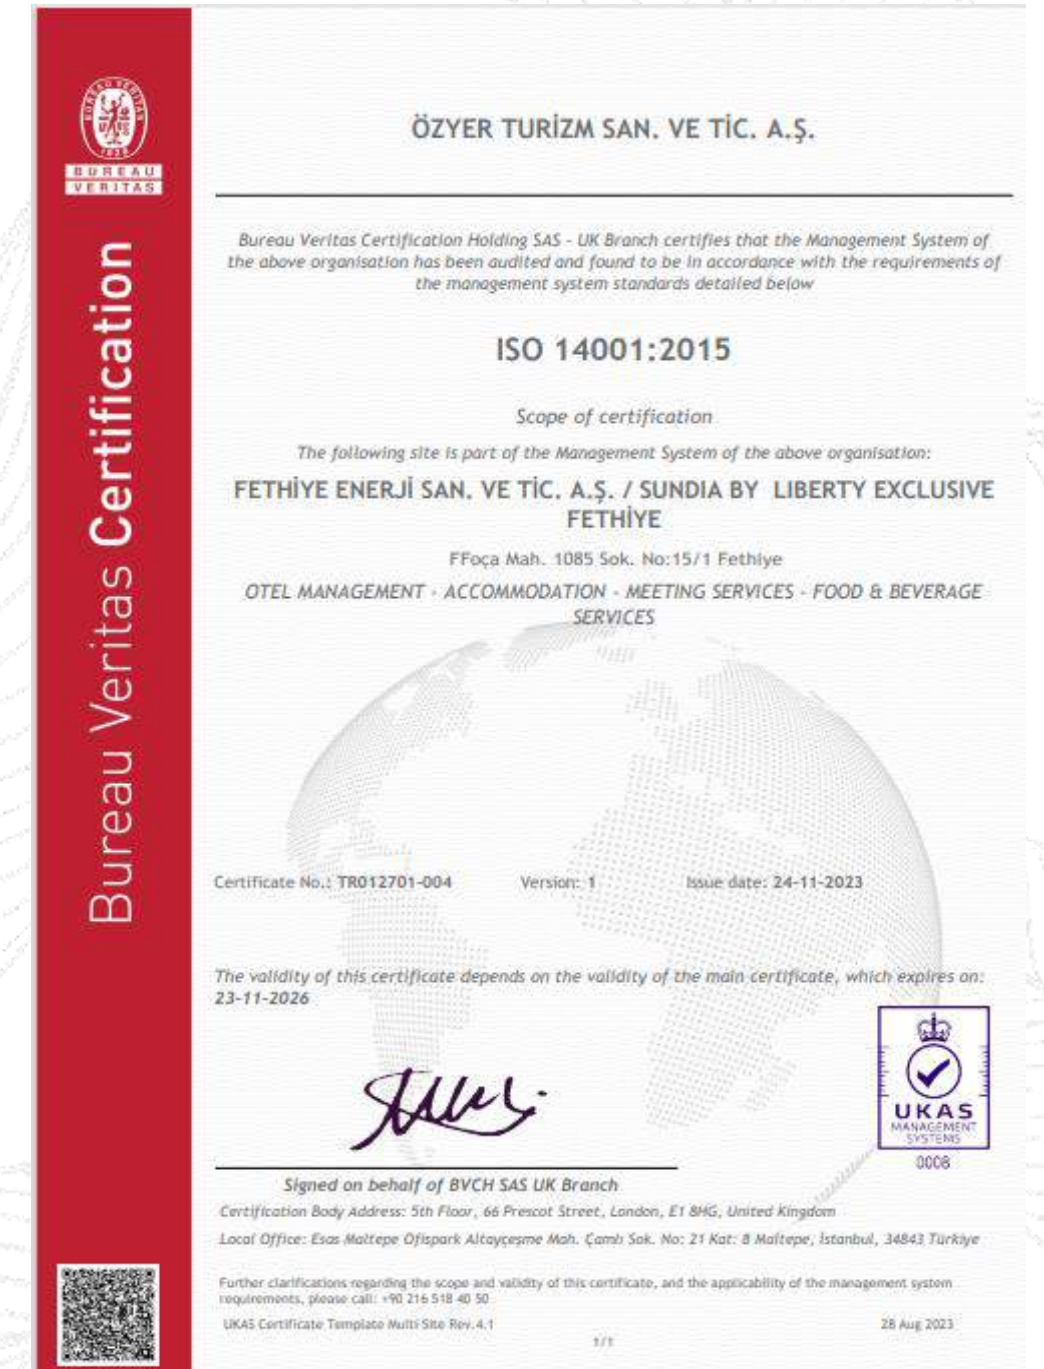 BUREAU VERITAS
1828
BUREAU
VERITAS
Bureau Veritas Certification
ÖZYER TURİZM SAN. VE TİC. A.Ş.
Bureau Veritas Certification Holding SAS - UK Branch certifies that the Management System of
the above organisation has been audited and found to be in accordance with the requirements of
the management system standards detailed below
ISO 14001:2015
Scope of certification
The following site is part of the Management System of the above organisation:
FETHİYE ENERJİ SAN. VE TİC. A.Ş. / SUNDIA BY LIBERTY EXCLUSIVE
FETHİYE
FFoça Mah. 1085 Sok. No:15/1 Fethiye
OTEL MANAGEMENT - ACCOMMODATION - MEETING SERVICES - FOOD & BEVERAGE
SERVICES
Certificate No.: TR012701-004 Version: 1 Issue date: 24-11-2023
The validity of this certificate depends on the validity of the main certificate, which expires on:
23-11-2026
UKAS
MANAGEMENT
SYSTEMS
0008
Signed on behalf of BVCH SAS UK Branch
Certification Body Address: 5th Floor, 66 Prescot Street, London, E1 8HG, United Kingdom
Local Office: Esas Maltepe Ofispark Altayçeşme Mah. Çamlı Sok. No: 21 Kat: 8 Maltepe, İstanbul, 34843 Türkiye
Further clarifications regarding the scope and validity of this certificate, and the applicability of the management system
requirements, please call: +90 216 518 40 50
UKAS Certificate Template Multi Site Rev.4.1 28 Aug 2023
1/1